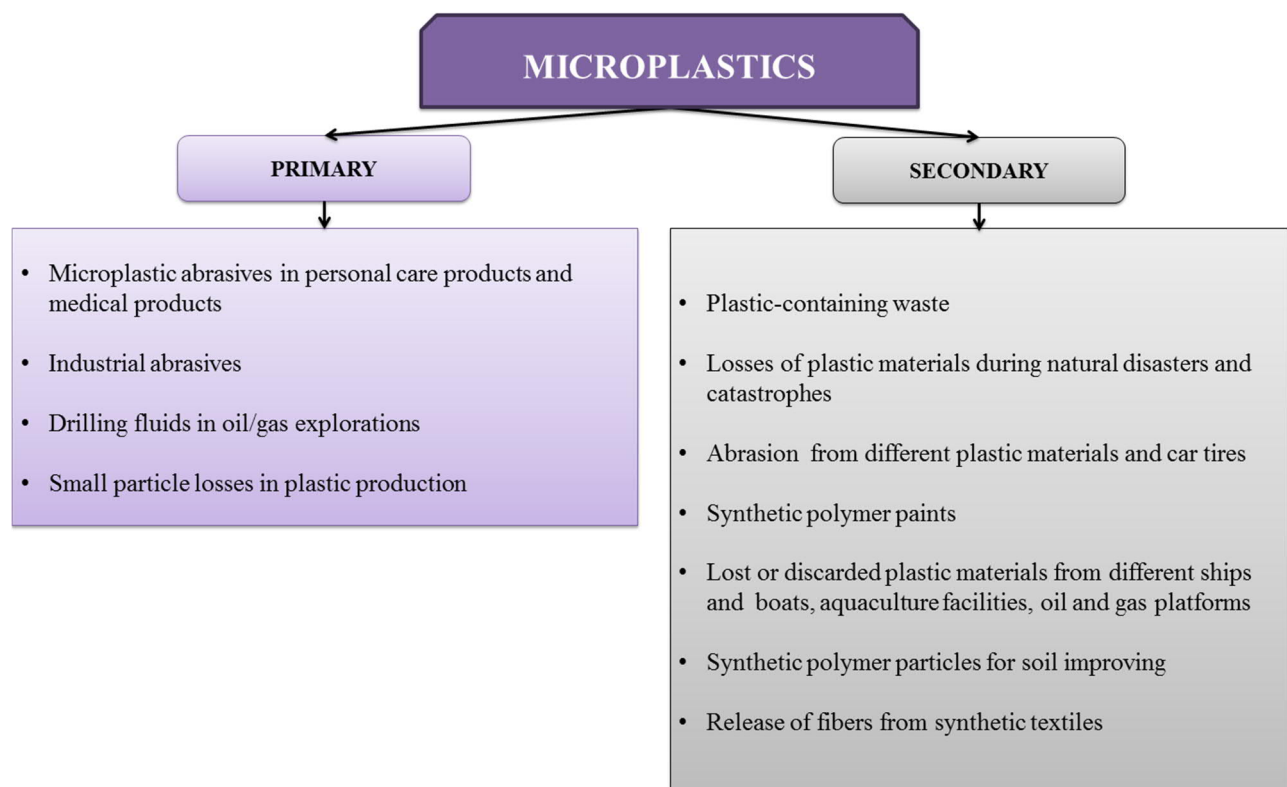 MICROPLASTICS
PRIMARY
SECONDARY
• Microplastic abrasives in personal care products and
medical products
• Industrial abrasives
• Drilling fluids in oil/gas explorations
• Small particle losses in plastic production
• Plastic-containing waste
• Losses of plastic materials during natural disasters and
catastrophes
• Abrasion from different plastic materials and car tires
• Synthetic polymer paints
• Lost or discarded plastic materials from different ships
and boats, aquaculture facilities, oil and gas platforms
• Synthetic polymer particles for soil improving
• Release of fibers from synthetic textiles